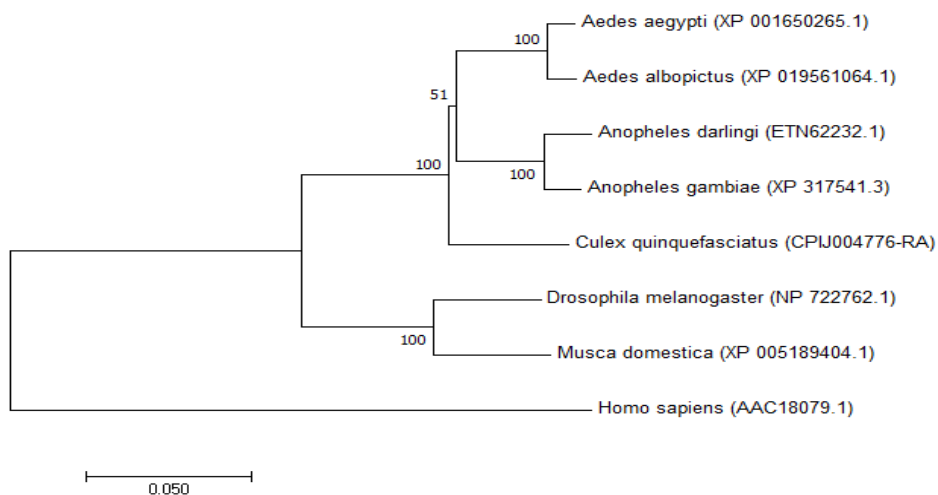 100
Aedes aegypti (XP 001650265.1)
Aedes albopictus (XP 019561064.1)
51
Anopheles darlingi (ETN62232.1)
100
100
Anopheles gambiae (XP 317541.3)
Culex quinquefasciatus (CPIJ004776-RA)
Drosophila melanogaster (NP 722762.1)
100
Musca domestica (XP 005189404.1)
Homo sapiens (AAC18079.1)
0.050